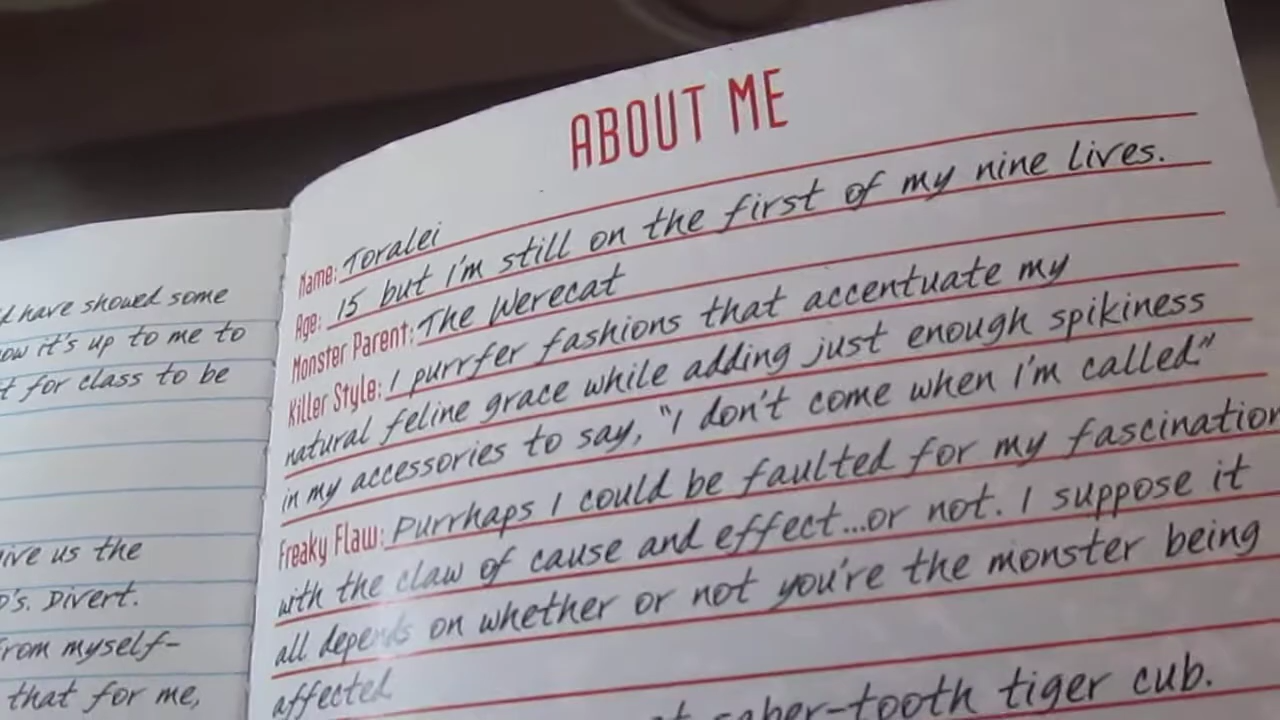 have showed some
it's up to me to
for class to be
us the
Divert.
myself-
that for me,
ABOUT ME
Name: Toralei
Age: 15 but i'm still on the first of my nine lives.
Monster Parent: The Werecat
Killer Style: I purrfer fashions that accentuate my
natural feline grace while adding just enough spikiness
in my accessories to say, "I don't come when i'm called."
Freaky Flaw: Purrhaps I could be faulted for my fascination
with the claw of cause and effect...or not. I suppose it
all depends on whether or not you're the monster being
affected
saber-tooth tiger cub.